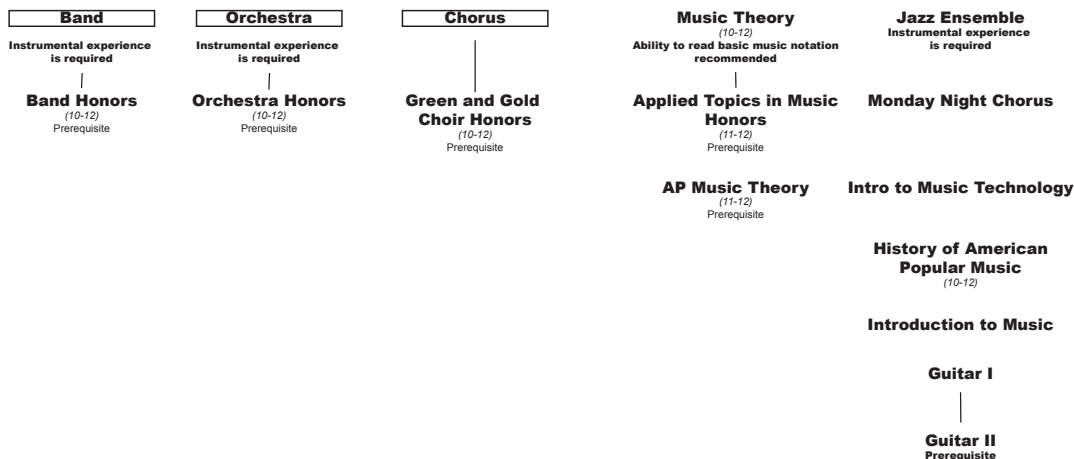 Band
Instrumental experience
is required
Band Honors
(10-12)
Prerequisite
Orchestra
Instrumental experience
is required
Orchestra Honors
(10-12)
Prerequisite
Chorus
Green and Gold
Choir Honors
(10-12)
Prerequisite
Music Theory
(10-12)
Ability to read basic music notation
recommended
Applied Topics in Music
Honors
(11-12)
Prerequisite
AP Music Theory
(11-12)
Prerequisite
Jazz Ensemble
Instrumental experience
is required
Monday Night Chorus
Intro to Music Technology
History of American
Popular Music
(10-12)
Introduction to Music
Guitar I
Guitar II
Prerequisite